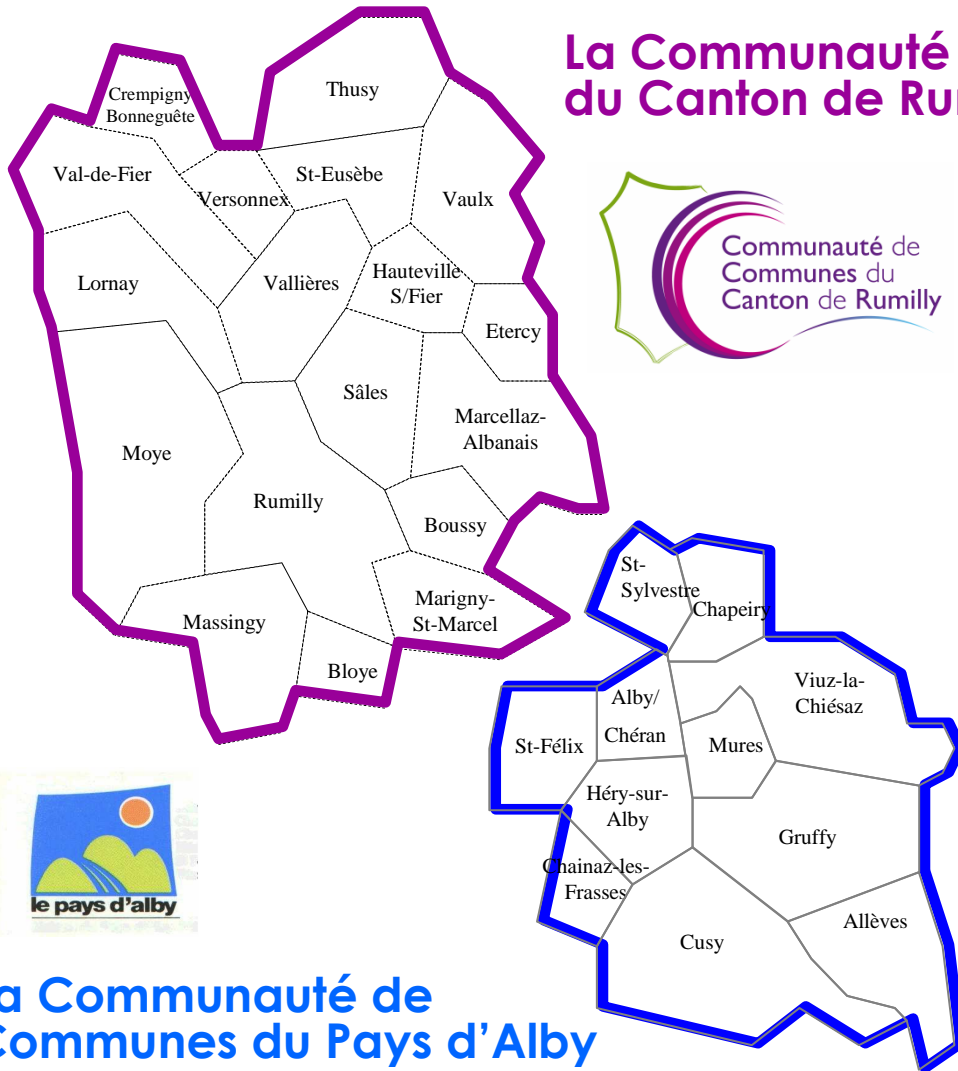 La Communauté
du Canton de
Thusy
Crempigny
Bonneguête
Val-de-Fier
St-Eusèbe
Versonnex
Vaulx
Communauté de
Communes du
Canton de Rumilly
Lornay
Vallières
Hauteville
S/Fier
Etercy
Sâles
Marcellaz-
Albanais
Moye
Rumilly
Boussy
Marigny-
St-Marcel
Massingy
Bloye
St-
Sylvestre
Chapeiry
Viuz-la-
Chiésaz
Alby/
Chéran
St-Félix
Mures
Héry-sur-
Alby
Gruffy
Chainaz-les-
Frasses
Allèves
Cusy
le pays d'alby
a Communauté de
Communes du Pays d’Alby